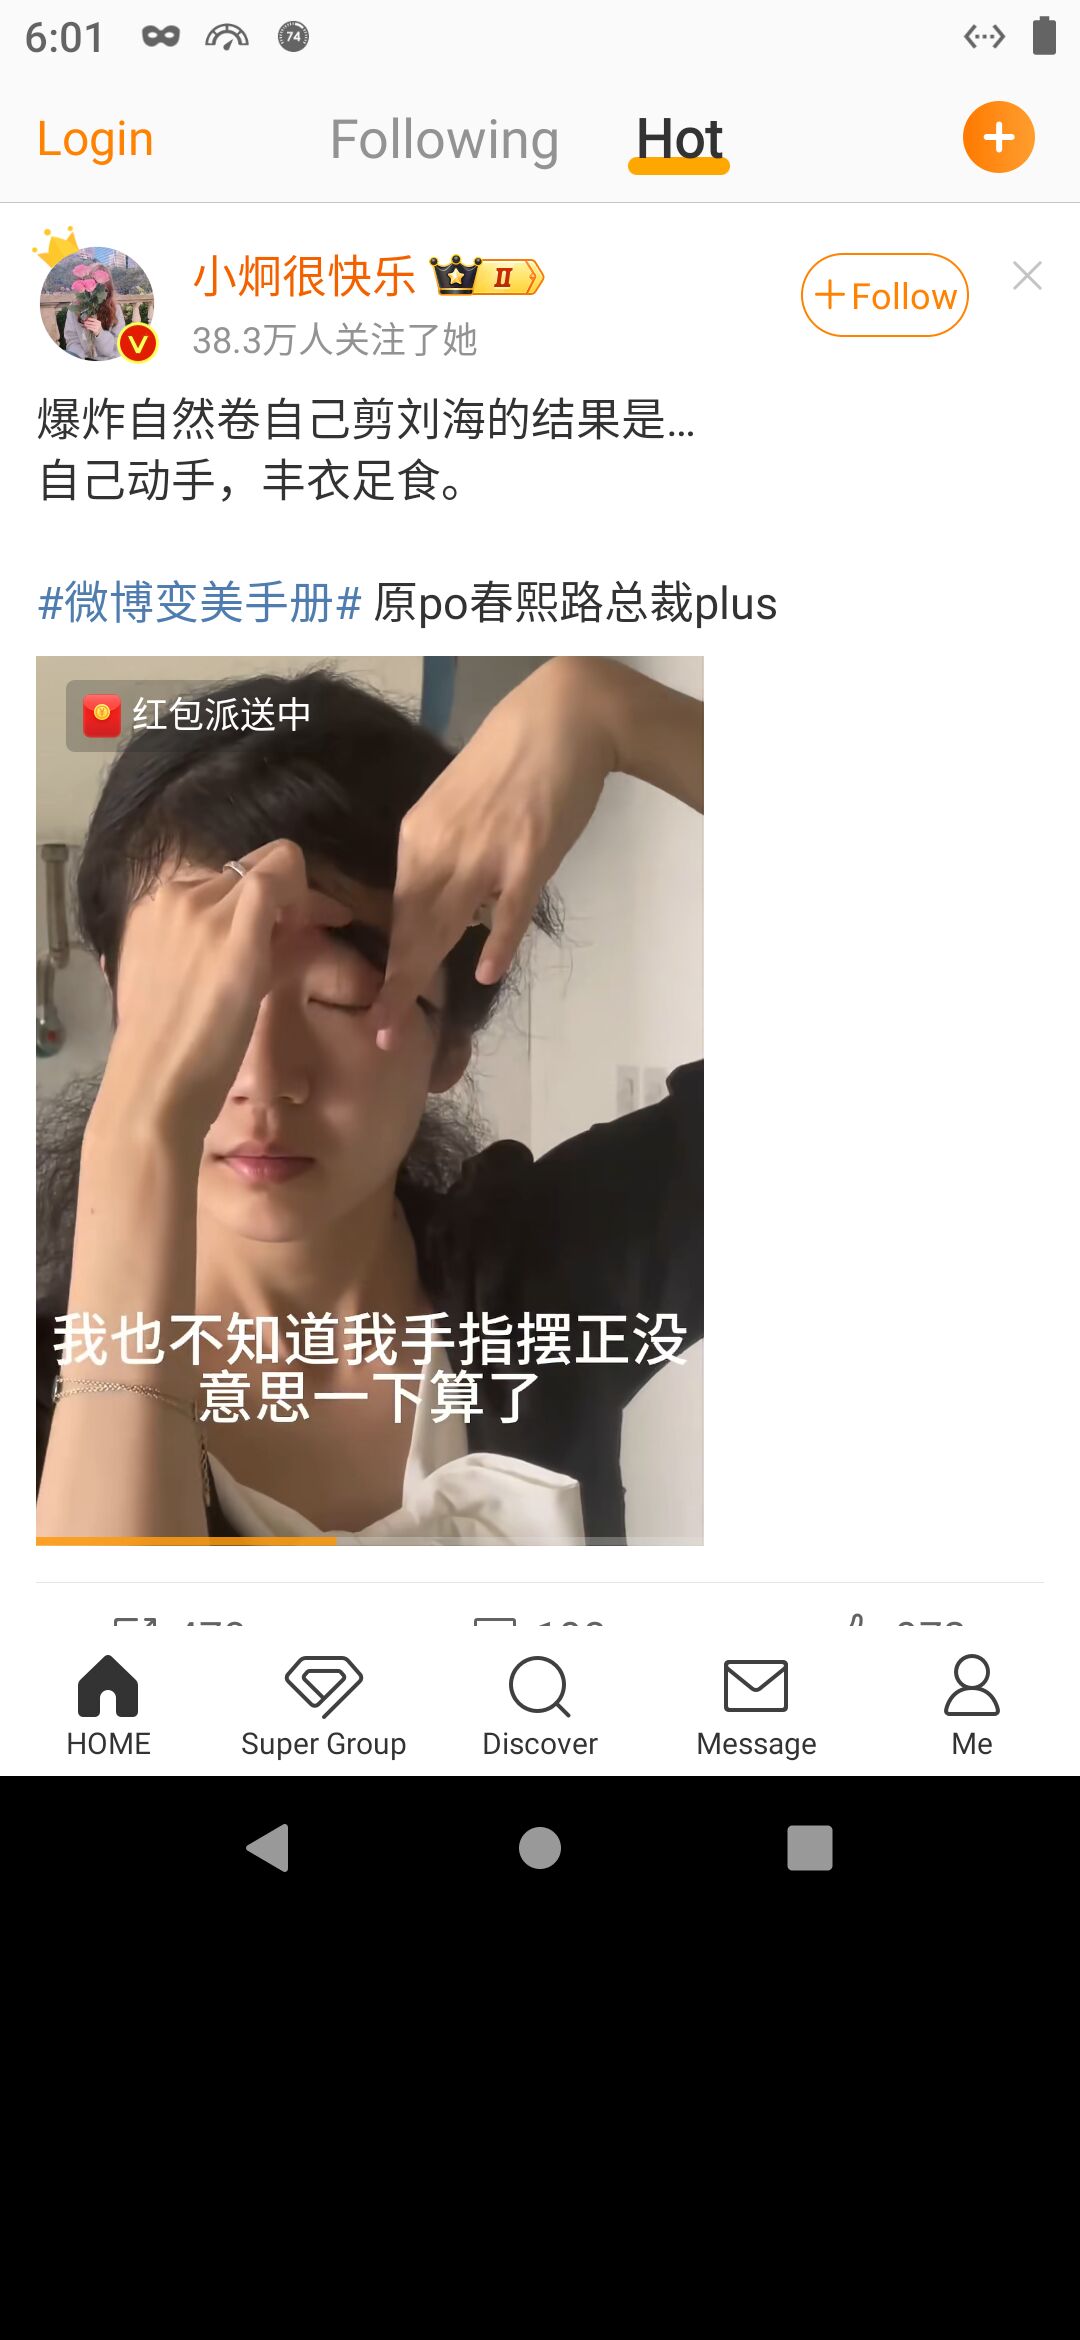 6:01
74
Login
Following
Hot
小炯很快乐
II
+Follow
38.3万人关注了她
V
爆炸自然卷自己剪刘海的结果是...
自己动手，丰衣足食。
#微博变美手册# 原po春熙路总裁plus
红包派送中
我也不知道我手指摆正没
意思一下算了
HOME
Super Group
Discover
Message
Me